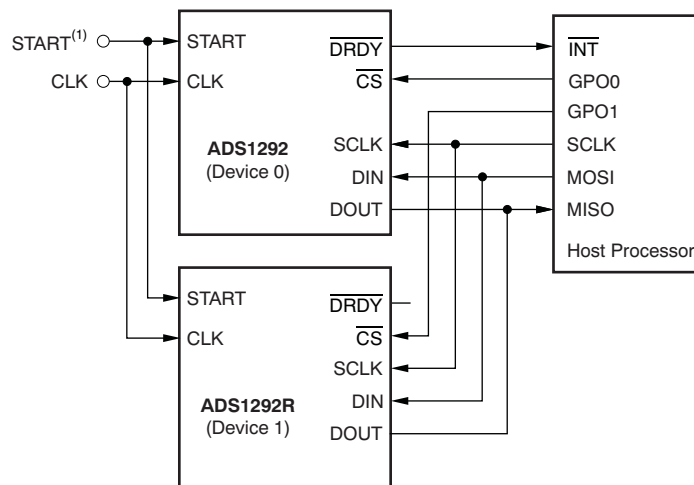 START(1)
CLK
START
CLK
ADS1292
(Device 0)
DRDY
CS
SCLK
DIN
DOUT
INT
GPO0
GPO1
SCLK
MOSI
MISO
Host Processor
START
CLK
ADS1292R
(Device 1)
DRDY
CS
SCLK
DIN
DOUT